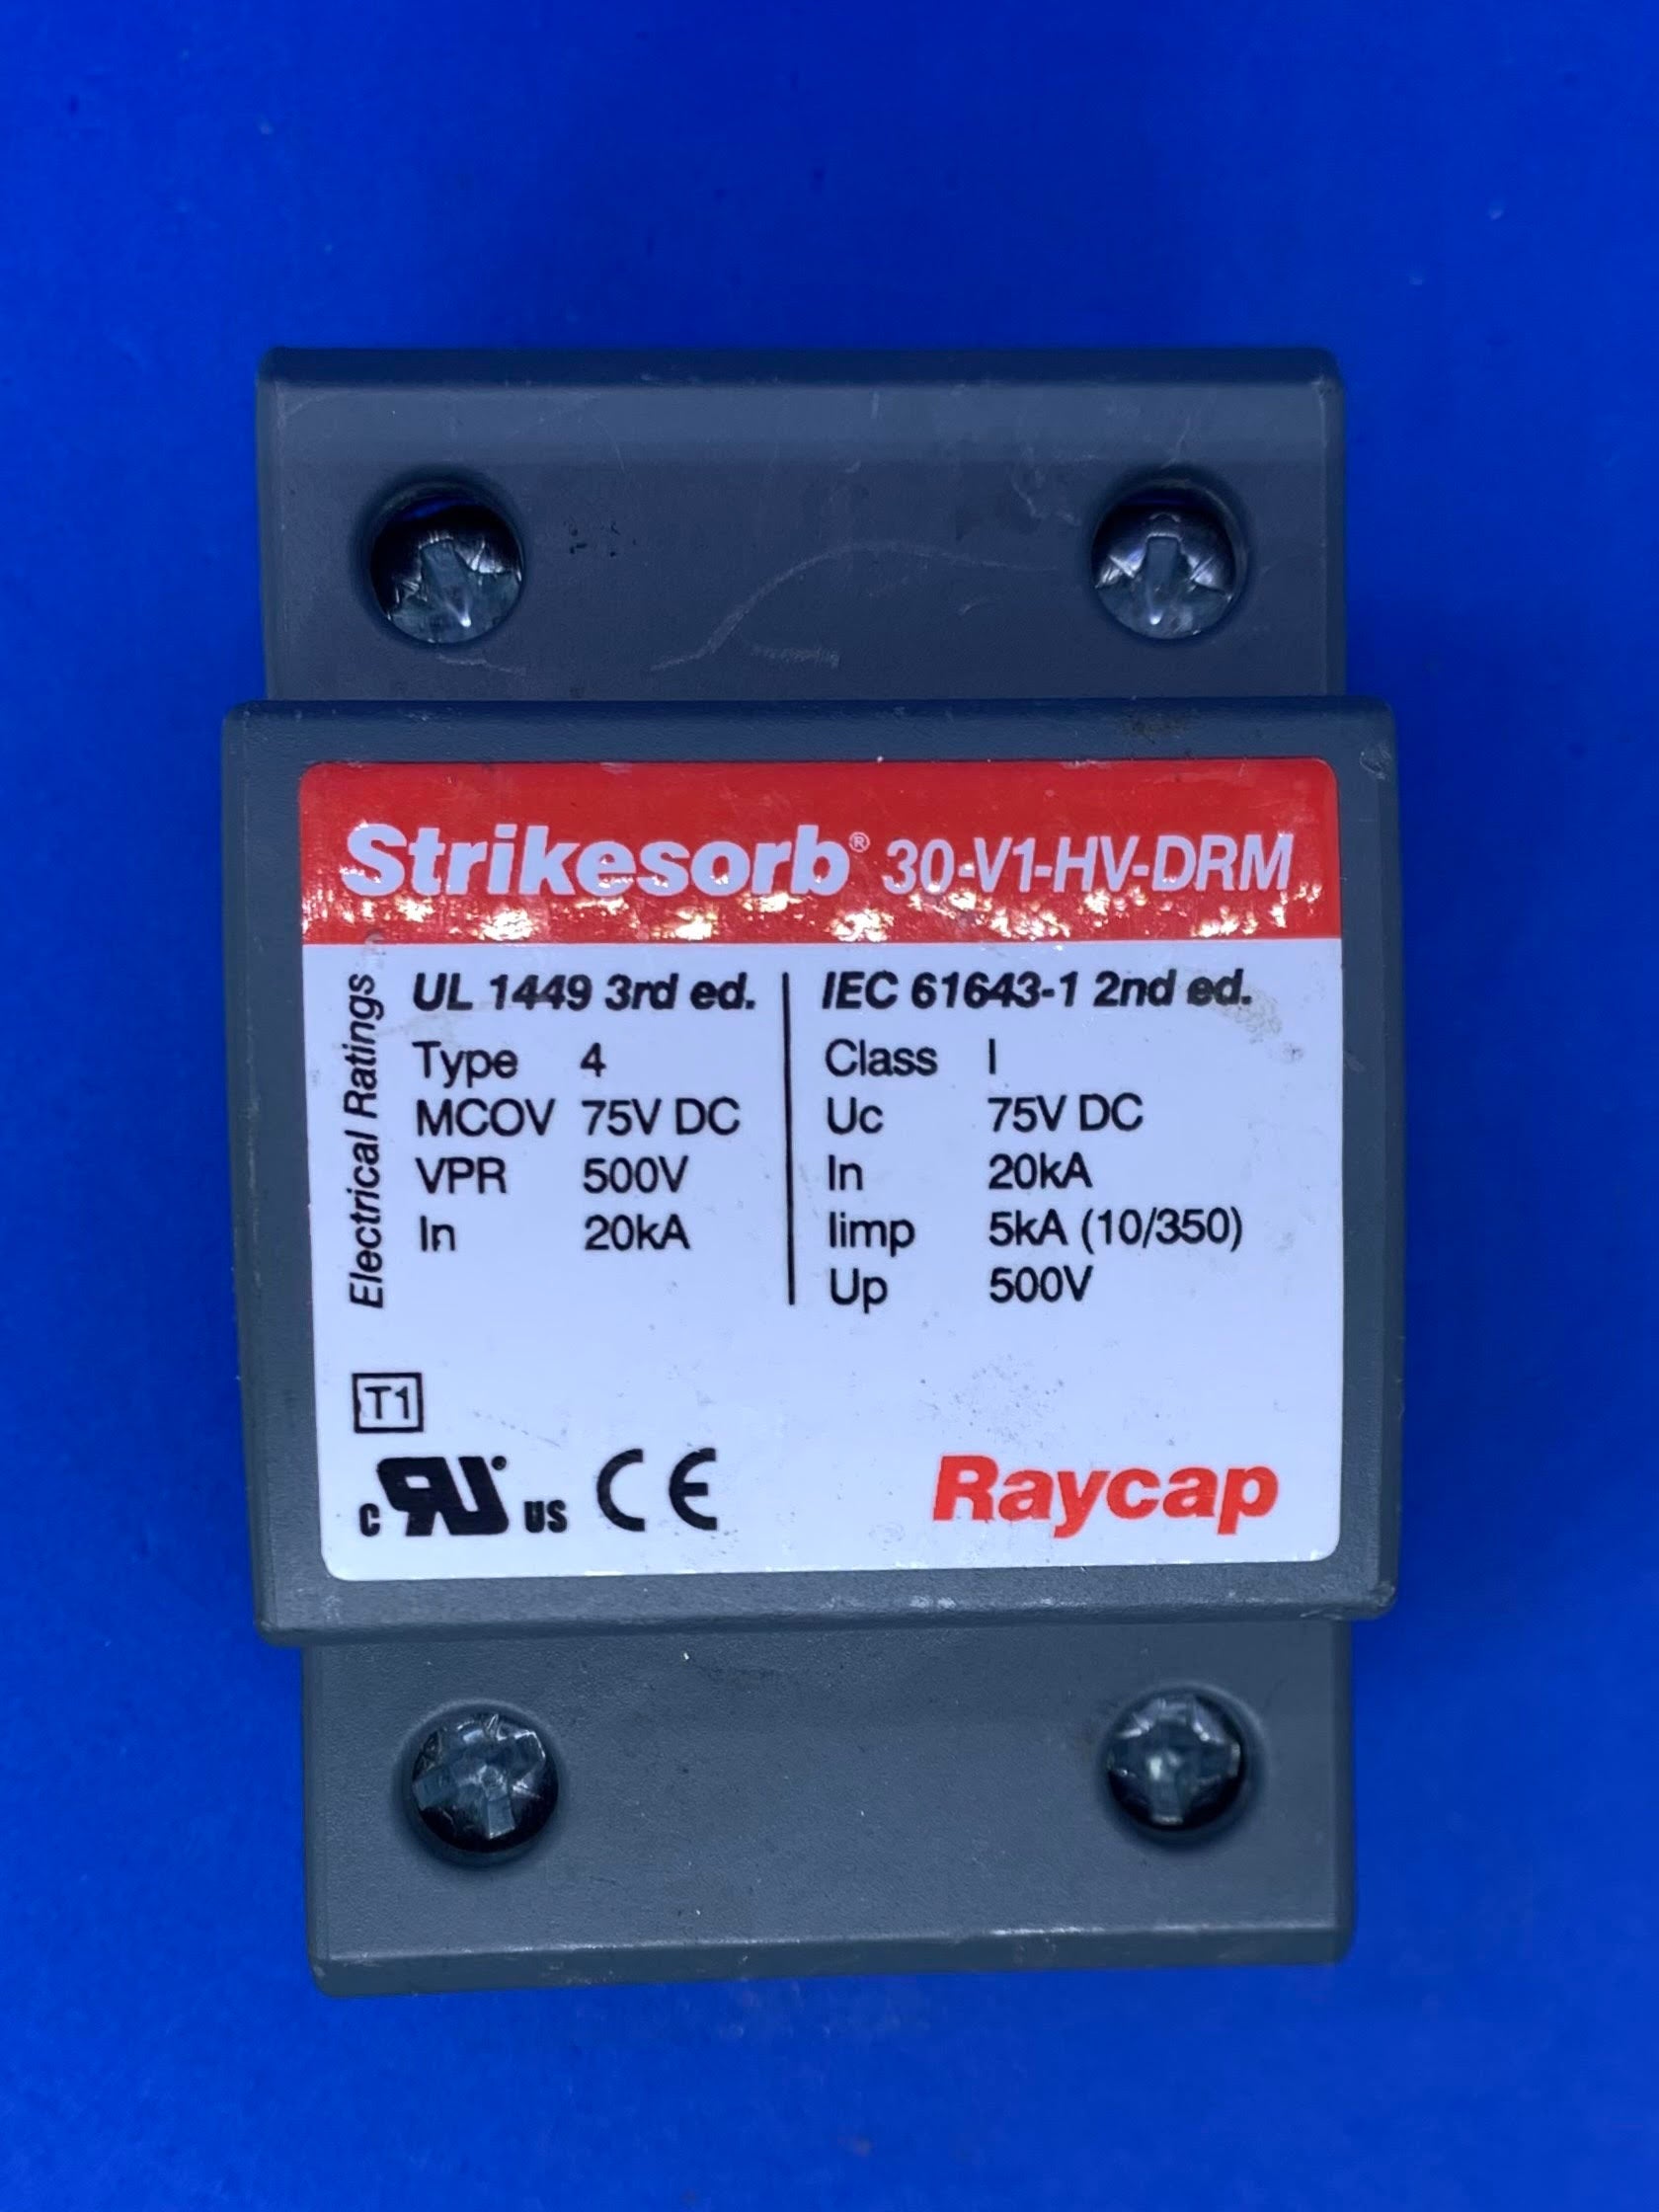 Strikesorb® 30-V1-HV-DRM
Electrical Ratings
UL 1449 3rd ed.
Type 4
MCOV 75V DC
VPR 500V
In 20kA
IEC 61643-1 2nd ed.
Class I
Uc 75V DC
In 20kA
Iimp 5kA (10/350)
Up 500V
T1
c RU US CE
Raycap